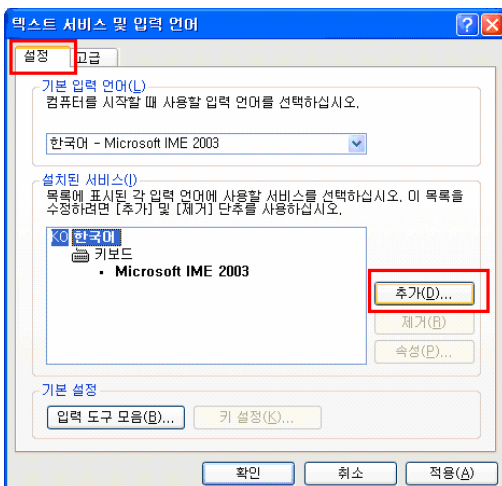 텍스트 서비스 및 입력 언어
설정 고급
기본 입력 언어(L)
컴퓨터를 시작할 때 사용할 입력 언어를 선택하십시오.
한국어 - Microsoft IME 2003
설치된 서비스(I)
목록에 표시된 각 입력 언어에 사용할 서비스를 선택하십시오. 이 목록을
수정하려면 [추가] 및 [제거] 단추를 사용하십시오.
KO 한국어
키보드
• Microsoft IME 2003
추가(D)...
제거(R)
속성(P)...
기본 설정
입력 도구 모음(B)... 키 설정(K)...
확인 취소 적용(A)